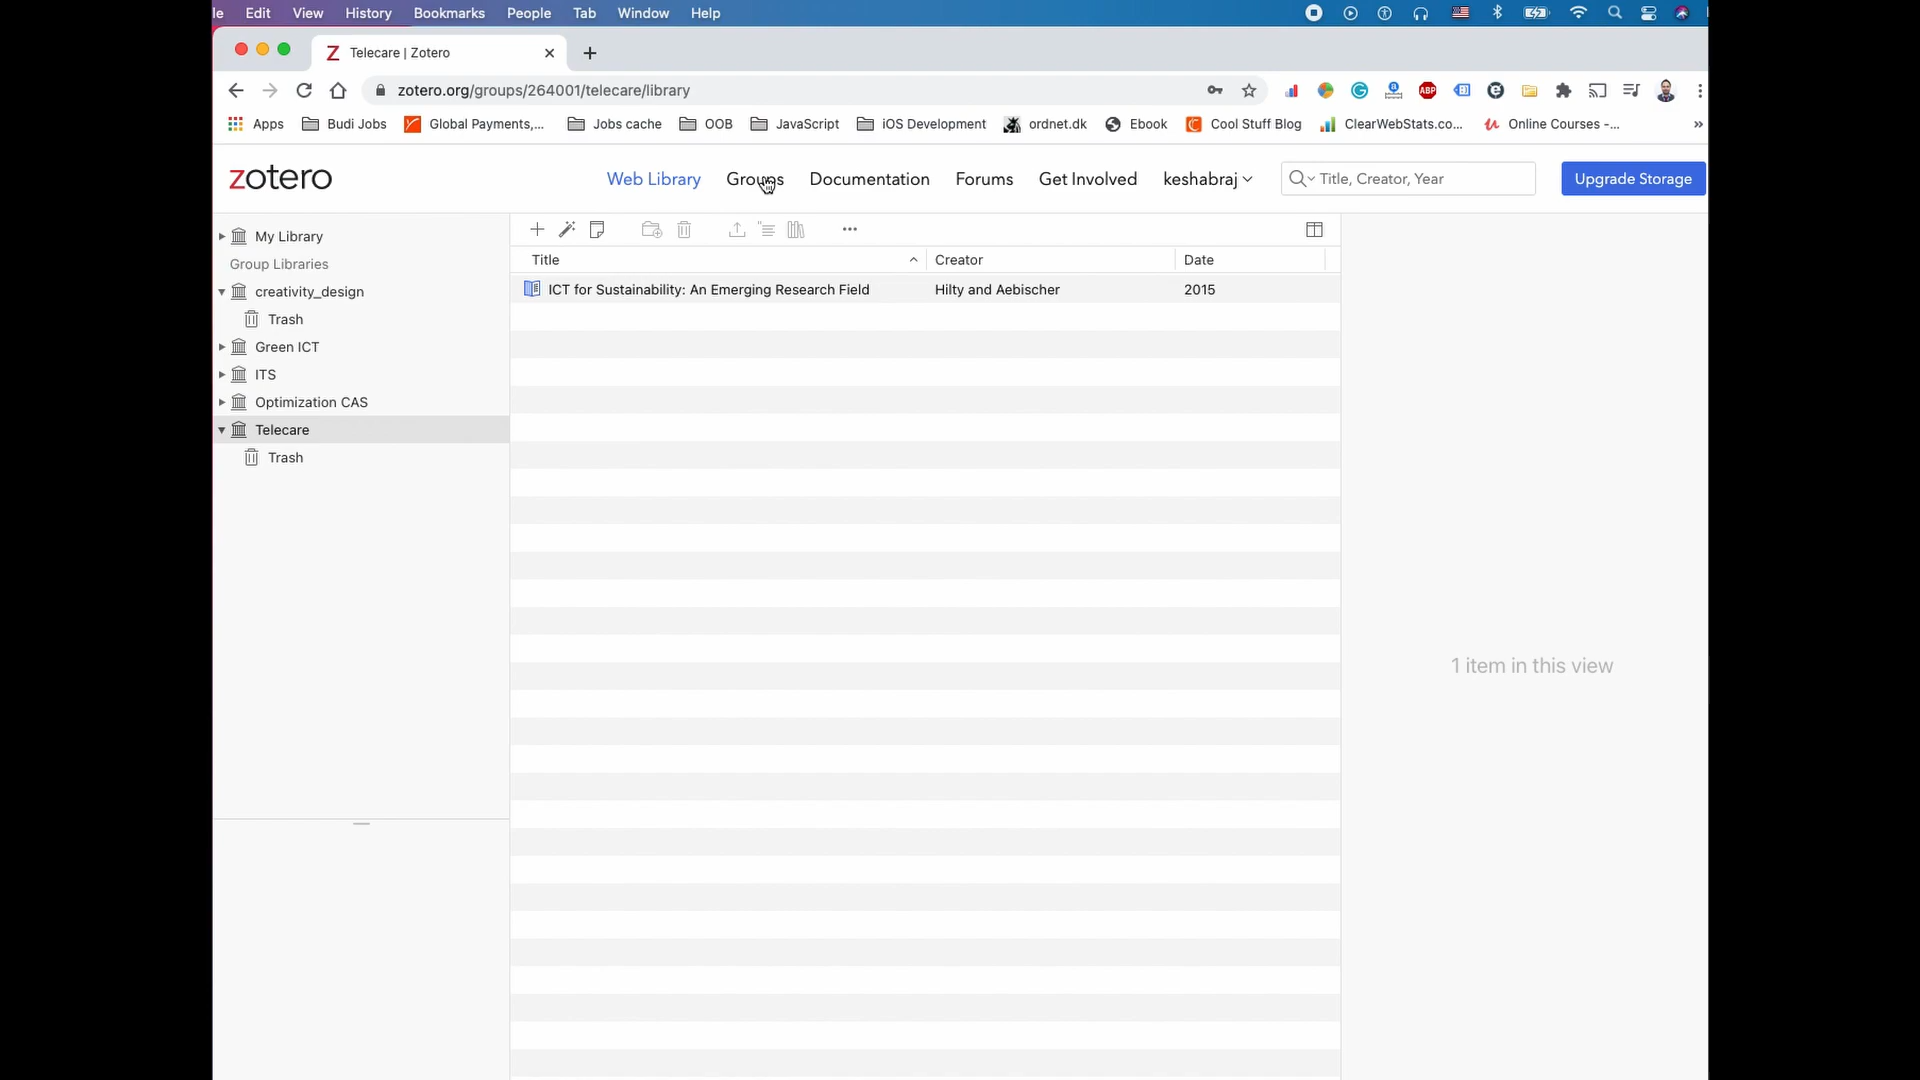 le Edit View History Bookmarks People Tab Window Help
Telecare | Zotero
zotero.org/groups/264001/telecare/library
Apps Budi Jobs Global Payments,... Jobs cache OOB JavaScript iOS Development ordnet.dk Ebook Cool Stuff Blog ClearWebStats.co... Online Courses -... »
zotero Web Library Groups Documentation Forums Get Involved keshabraj Title, Creator, Year Upgrade Storage
My Library
Group Libraries
creativity_design
Trash
Green ICT
ITS
Optimization CAS
Telecare
Trash
Title Creator Date
ICT for Sustainability: An Emerging Research Field Hilty and Aebischer 2015
1 item in this view